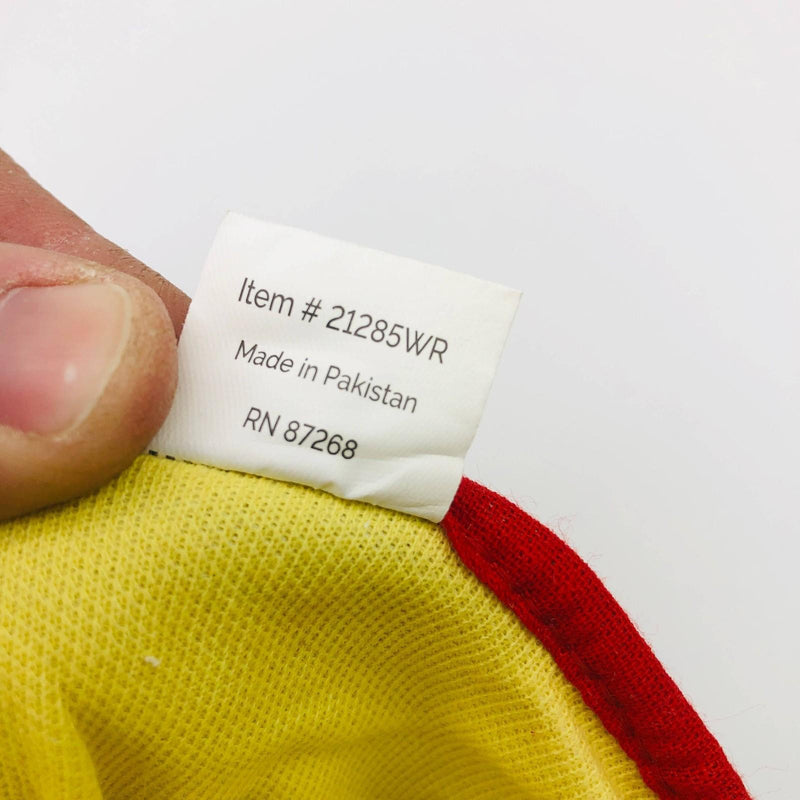 Item # 21285WR
Made in Pakistan
RN 87268